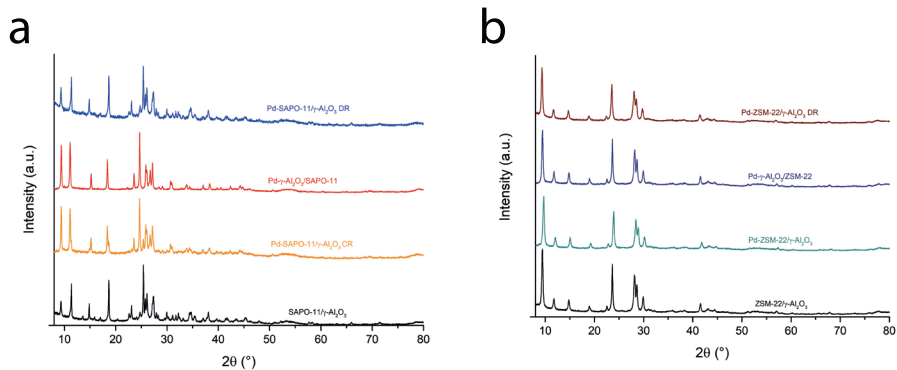 a
b
Intensity (a.u.)
Pd-SAPO-11/γ-Al₂O₃ DR
Pd-γ-Al₂O₃/SAPO-11
Pd-SAPO-11/γ-Al₂O₃ CR
SAPO-11/γ-Al₂O₃
10 20 30 40 50 60 70 80
2θ (°)
Intensity (a.u.)
Pd-ZSM-22/γ-Al₂O₃ DR
Pd-γ-Al₂O₃/ZSM-22
Pd-ZSM-22/γ-Al₂O₃
ZSM-22/γ-Al₂O₃
10 20 30 40 50 60 70 80
2θ (°)